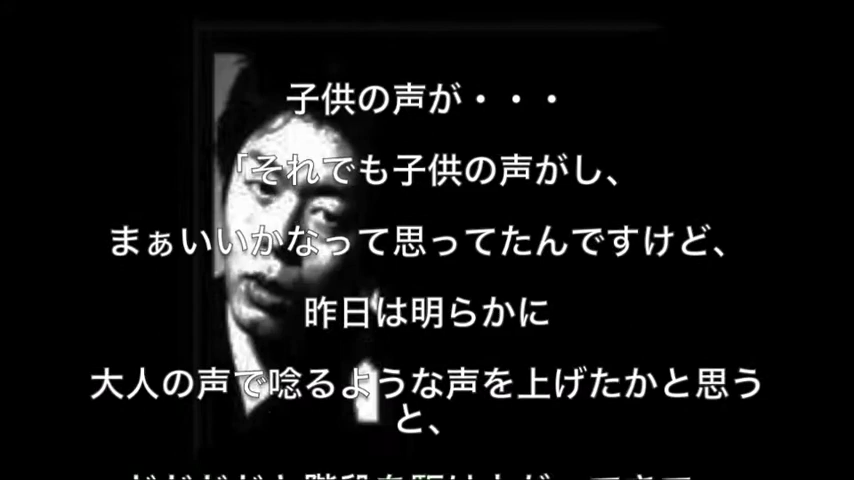 子供の声が・・・
「それでも子供の声がし、
まぁいいかなって思ってたんですけど、
昨日は明らかに
大人の声で唸るような声を上げたかと思う
と、